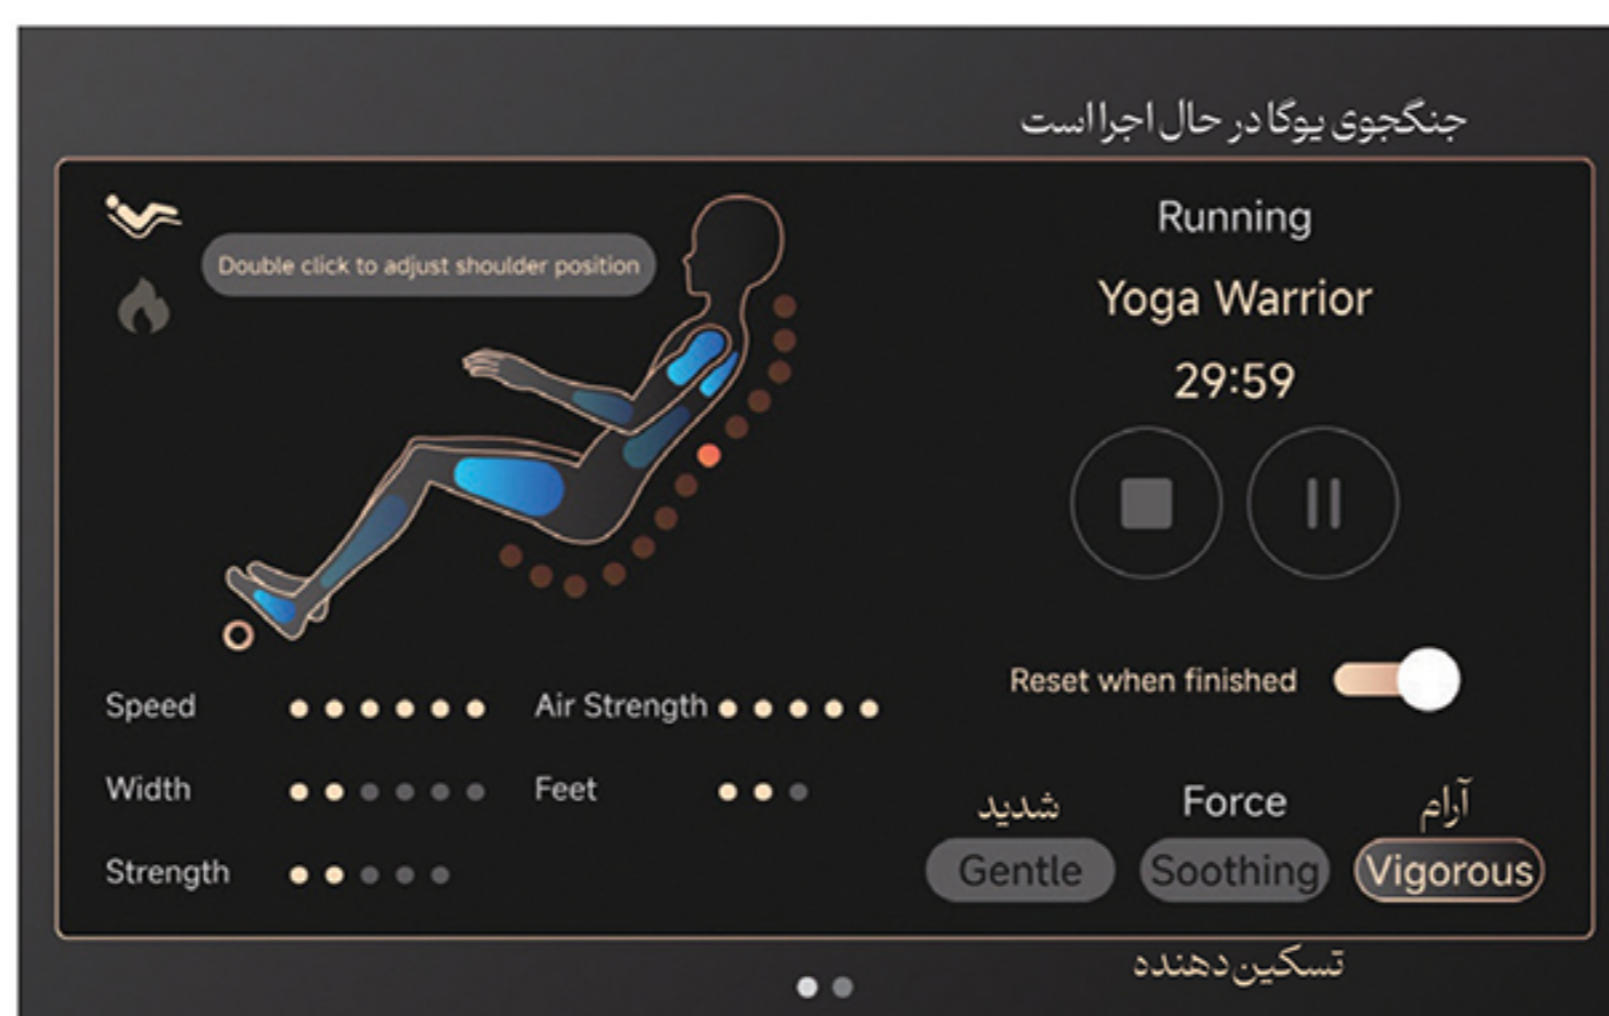 جنگجوی یوگا در حال اجرا است
Double click to adjust shoulder position
Running
Yoga Warrior
29:59
Reset when finished
Speed
Air Strength
Width
Feet
Strength
شدید
Force
آرام
Gentle
Soothing
Vigorous
تسکین دهنده